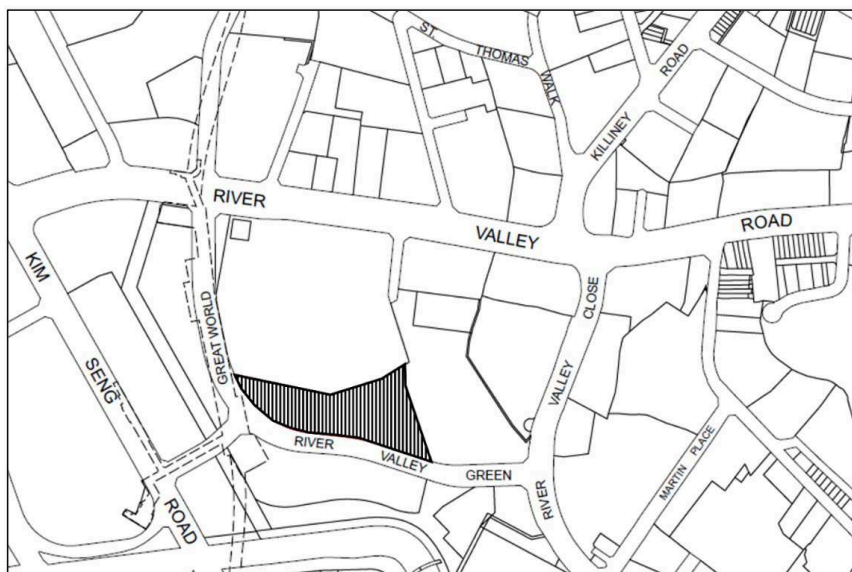 ST.
THOMAS
WALK
KILLINEY
ROAD
RIVER
VALLEY
ROAD
KIM
SENG
ROAD
GREAT WORLD
RIVER
VALLEY
GREEN
RIVER
VALLEY
CLOSE
MARTIN PLACE